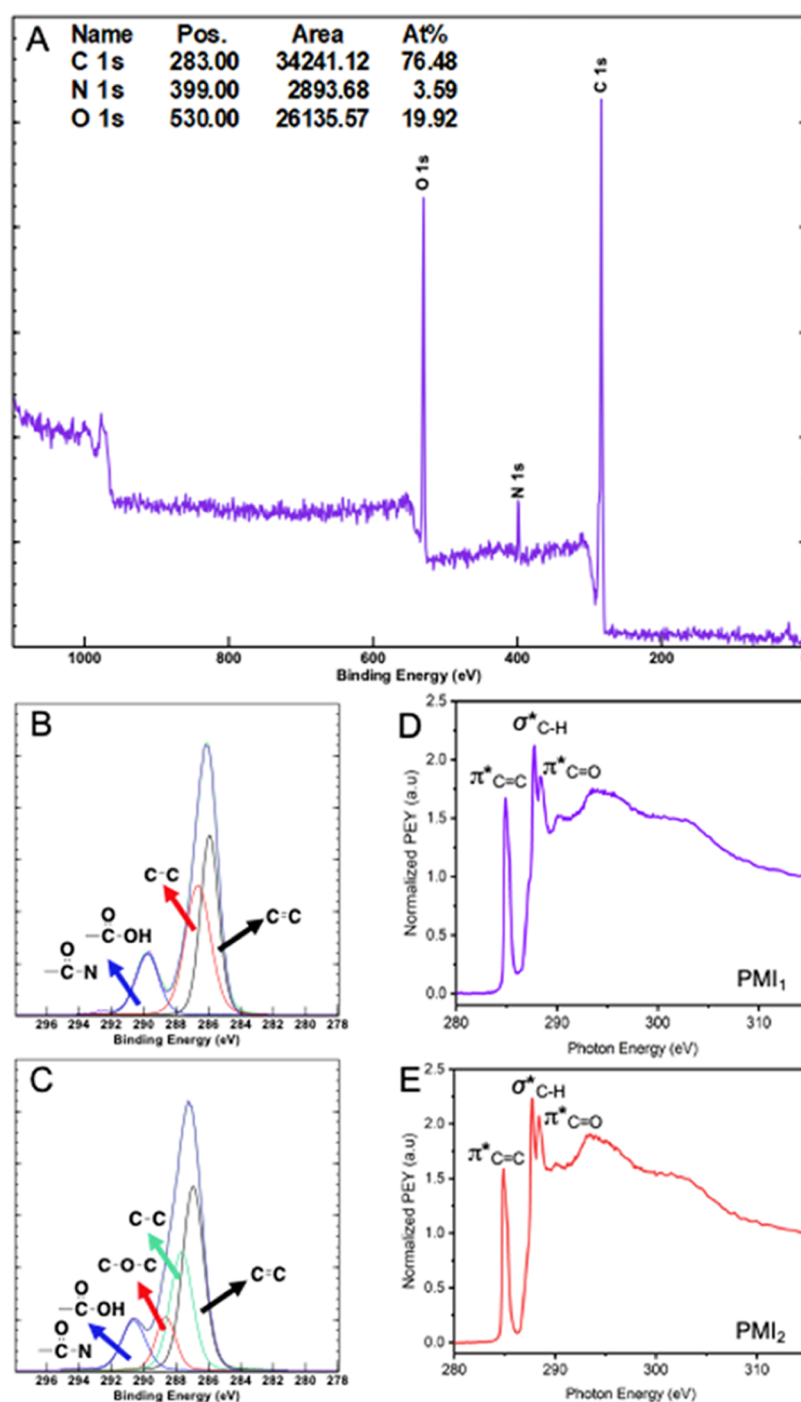 A
Name Pos. Area At%
C 1s 283.00 34241.12 76.48
N 1s 399.00 2893.68 3.59
O 1s 530.00 26135.57 19.92
O 1s
N 1s
C 1s
1000 800 600 400 200
Binding Energy (eV)
B
C-C
O
-C-OH
O
-C-N
C=C
296 294 292 290 288 286 284 282 280 278
Binding Energy (eV)
D
σ*C-H
π*C=C
π*C=O
2.5
2.0
1.5
1.0
0.5
0.0
Normalized PEY (a.u)
PMI1
280 290 300 310
Photon Energy (eV)
C
C-C
C-O-C
O
-C-OH
O
-C-N
C=C
296 294 292 290 288 286 284 282 280 278
Binding Energy (eV)
E
σ*C-H
π*C=C
π*C=O
2.5
2.0
1.5
1.0
0.5
0.0
Normalized PEY (a.u)
PMI2
280 290 300 310
Photon Energy (eV)